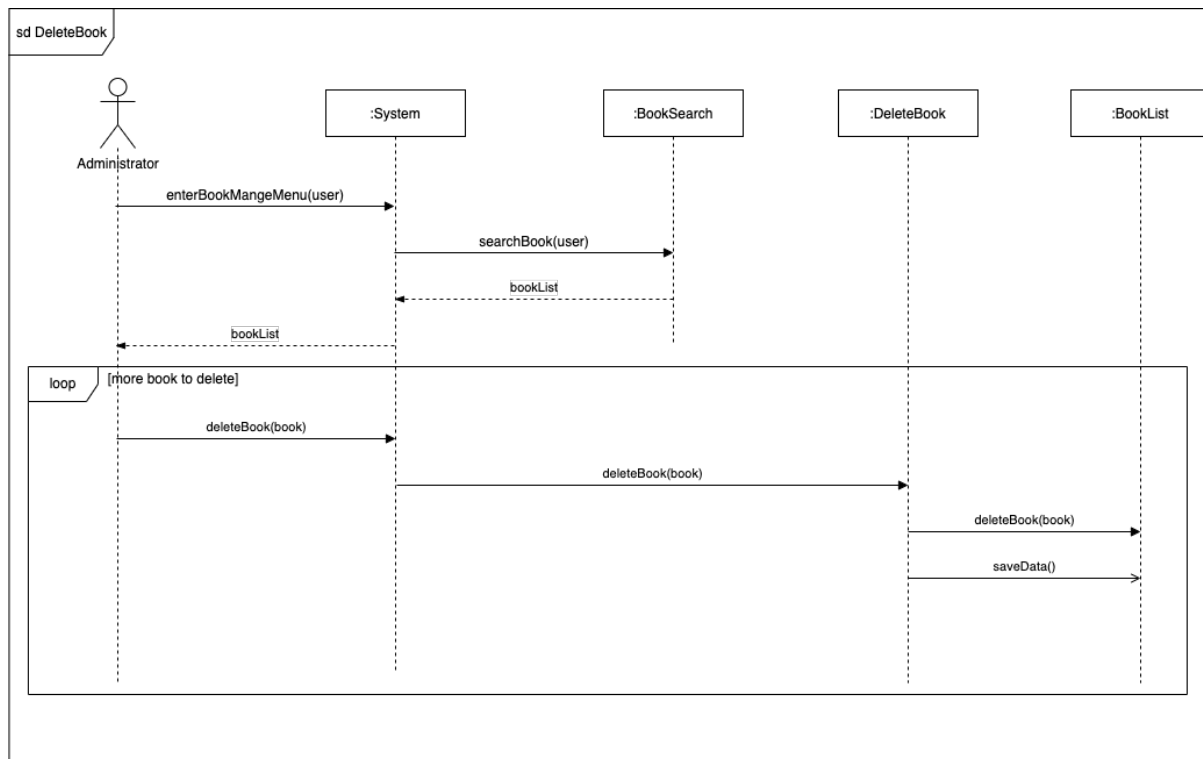 sd DeleteBook
:System
:BookSearch
:DeleteBook
:BookList
Administrator
enterBookMangeMenu(user)
searchBook(user)
bookList
bookList
loop
[more book to delete]
deleteBook(book)
deleteBook(book)
deleteBook(book)
saveData()